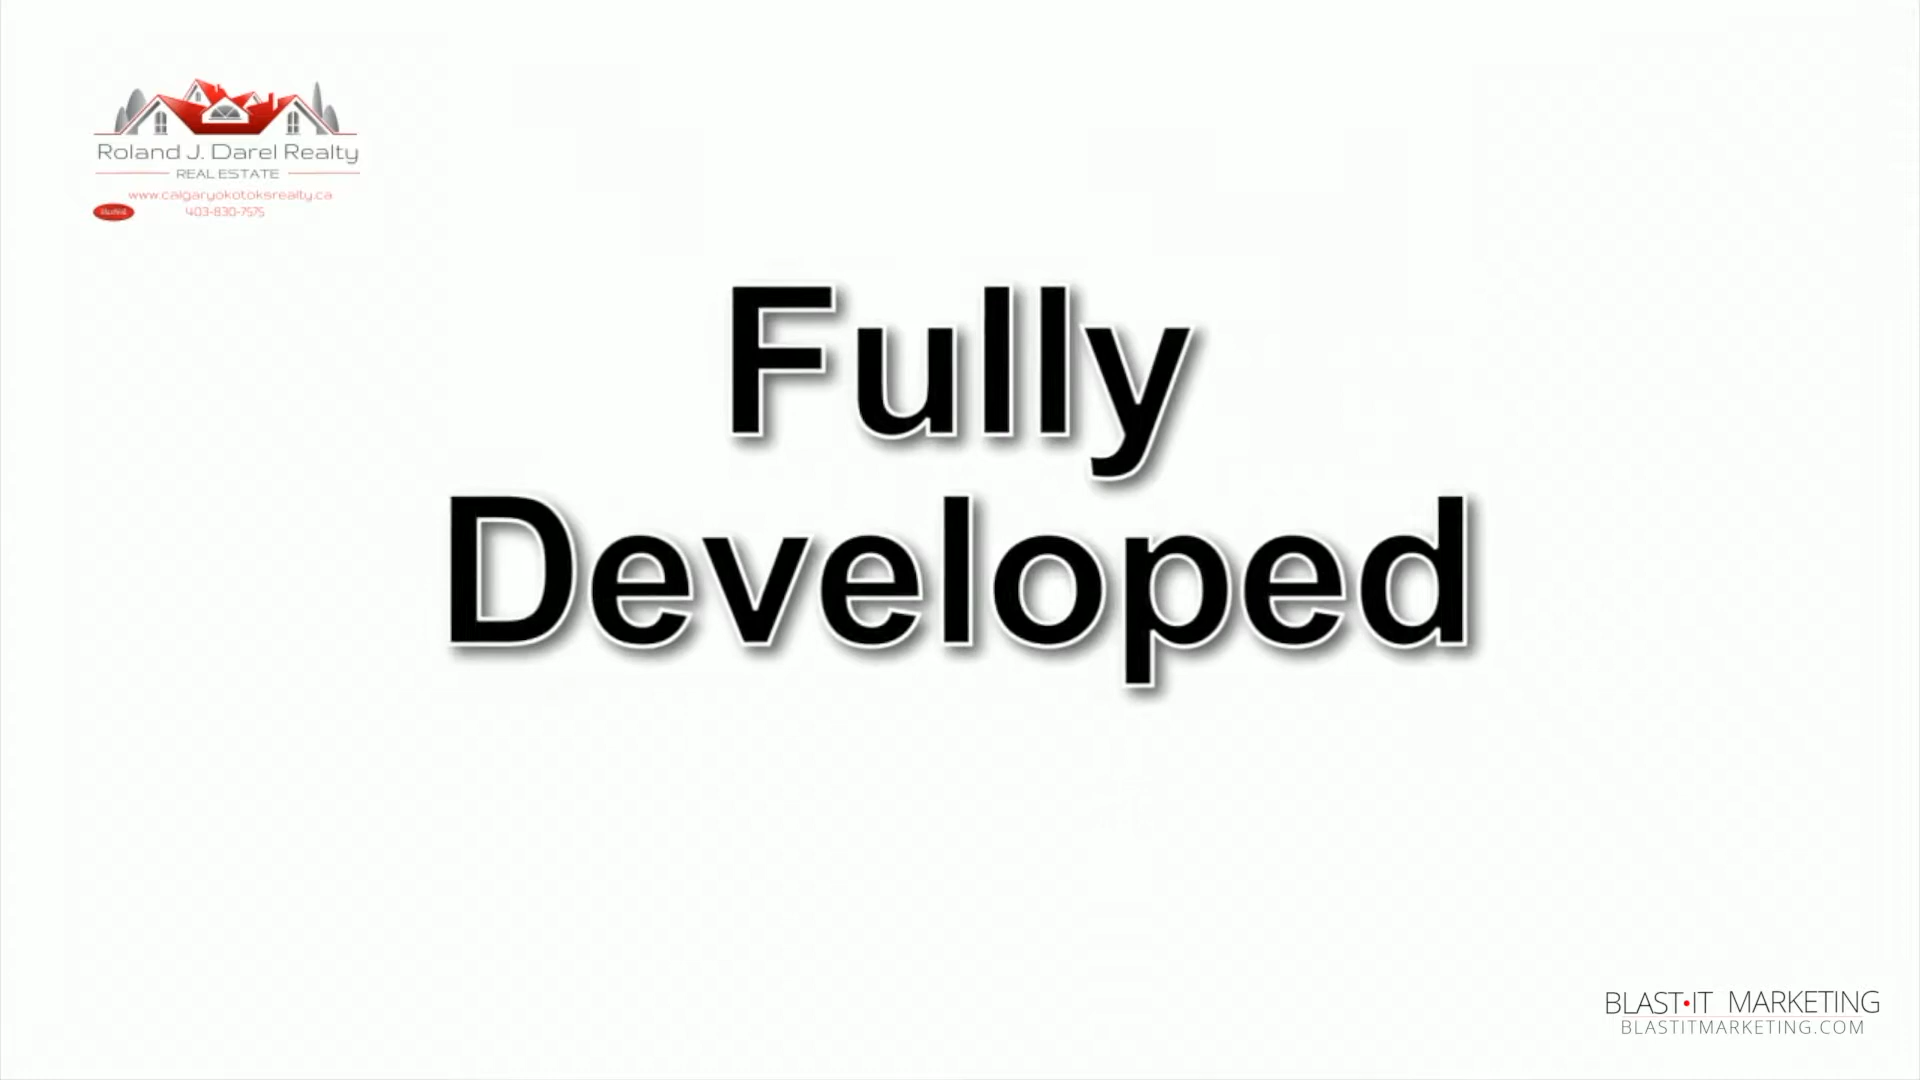 Roland J. Darel Realty
REAL ESTATE
www.calgaryokotoksrealty.ca
403-830-7575
Fully
Developed
BLAST•IT MARKETING
BLASTITMARKETING.COM